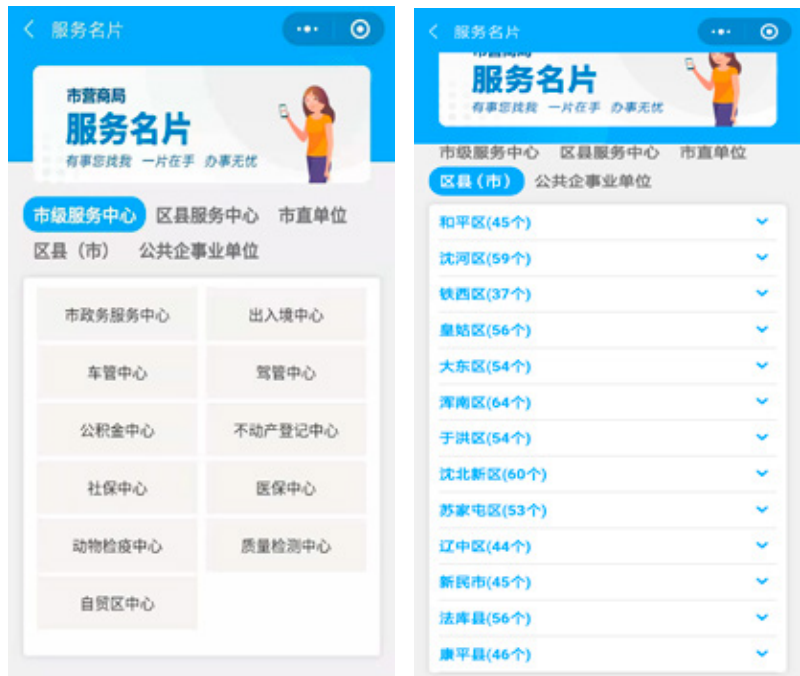 服务名片
市营商局
服务名片
有事您找我 一片在手 办事无忧
市级服务中心 区县服务中心 市直单位
区县（市） 公共企事业单位
市政务服务中心 出入境中心
车管中心 驾管中心
公积金中心 不动产登记中心
社保中心 医保中心
动物检疫中心 质量检测中心
自贸区中心
服务名片
市营商局
服务名片
有事您找我 一片在手 办事无忧
市级服务中心 区县服务中心 市直单位
区县（市） 公共企事业单位
和平区(45个)
沈河区(59个)
铁西区(37个)
皇姑区(56个)
大东区(54个)
浑南区(64个)
于洪区(54个)
沈北新区(60个)
苏家屯区(53个)
辽中区(44个)
新民市(45个)
法库县(56个)
康平县(46个)